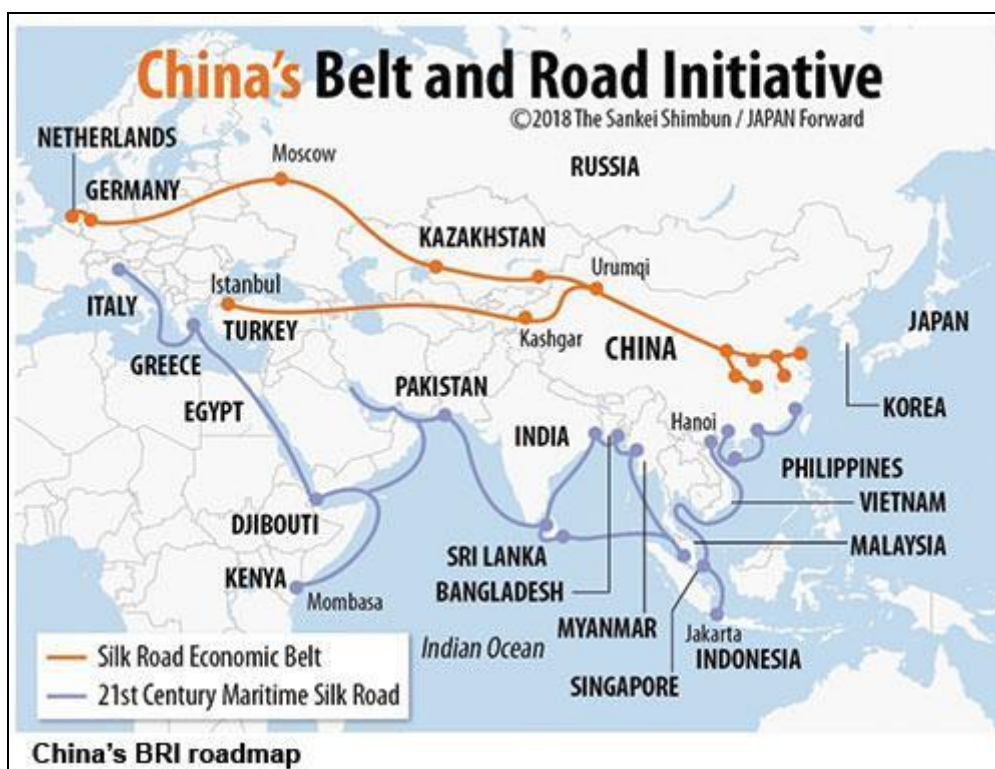 China's Belt and Road Initiative
©2018 The Sankei Shimbun / JAPAN Forward
NETHERLANDS
Moscow
RUSSIA
GERMANY
KAZAKHSTAN
Urumqi
Istanbul
ITALY
TURKEY
Kashgar
CHINA
JAPAN
GREECE
PAKISTAN
EGYPT
INDIA
Hanoi
KOREA
PHILIPPINES
VIETNAM
DJIBOUTI
SRI LANKA
MALAYSIA
KENYA
Mombasa
BANGLADESH
MYANMAR
Jakarta
Indian Ocean
INDONESIA
SINGAPORE
Silk Road Economic Belt
21st Century Maritime Silk Road
China's BRI roadmap